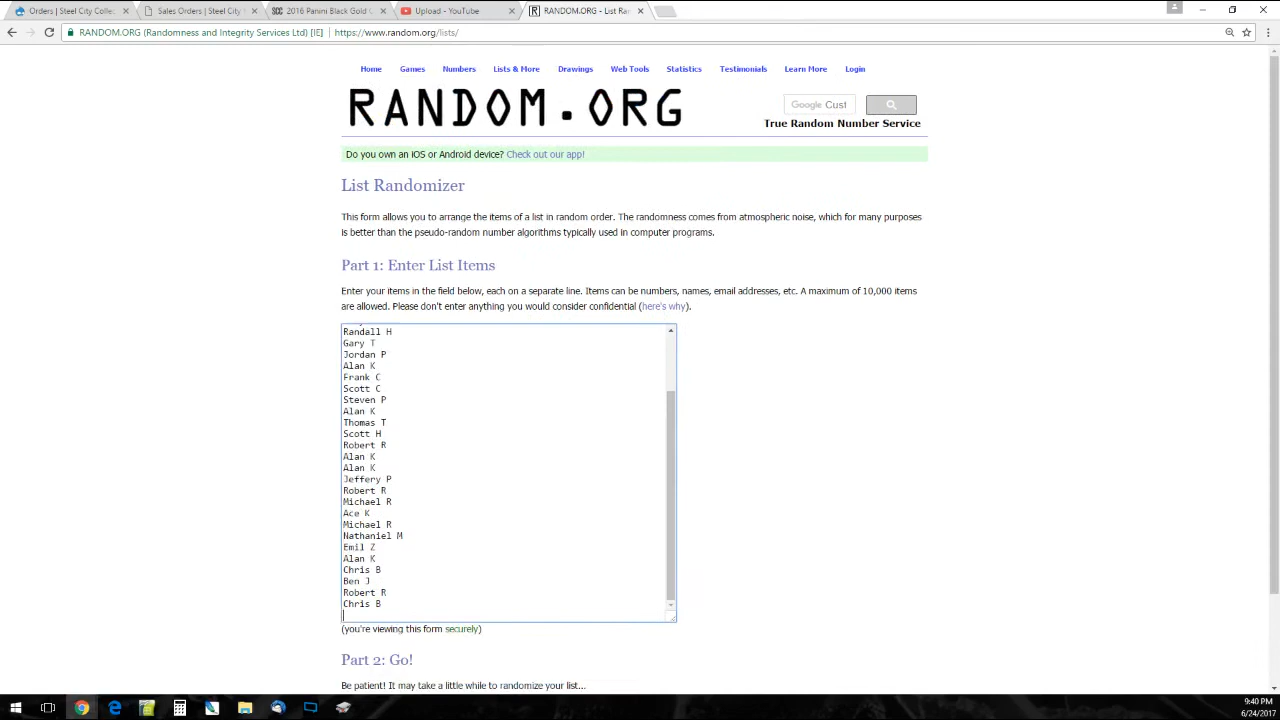 Orders | Steel City Collec
Sales Orders | Steel City
2016 Panini Black Gold
Upload - YouTube
RANDOM.ORG - List Ra
RANDOM.ORG (Randomness and Integrity Services Ltd) [IE]
https://www.random.org/lists/
Home Games Numbers Lists & More Drawings Web Tools Statistics Testimonials Learn More Login
RANDOM.ORG
Google Cust
True Random Number Service
Do you own an iOS or Android device? Check out our app!
List Randomizer
This form allows you to arrange the items of a list in random order. The randomness comes from atmospheric noise, which for many purposes
is better than the pseudo-random number algorithms typically used in computer programs.
Part 1: Enter List Items
Enter your items in the field below, each on a separate line. Items can be numbers, names, email addresses, etc. A maximum of 10,000 items
are allowed. Please don't enter anything you would consider confidential (here's why).
Randall H
Gary T
Jordan P
Alan K
Frank C
Scott C
Steven P
Alan K
Thomas T
Scott H
Robert R
Alan K
Alan K
Jeffery P
Robert R
Michael R
Ace K
Michael R
Nathaniel M
Emil Z
Alan K
Chris B
Ben J
Robert R
Chris B
(you're viewing this form securely)
Part 2: Go!
Be patient! It may take a little while to randomize your list...
9:40 PM
6/24/2017